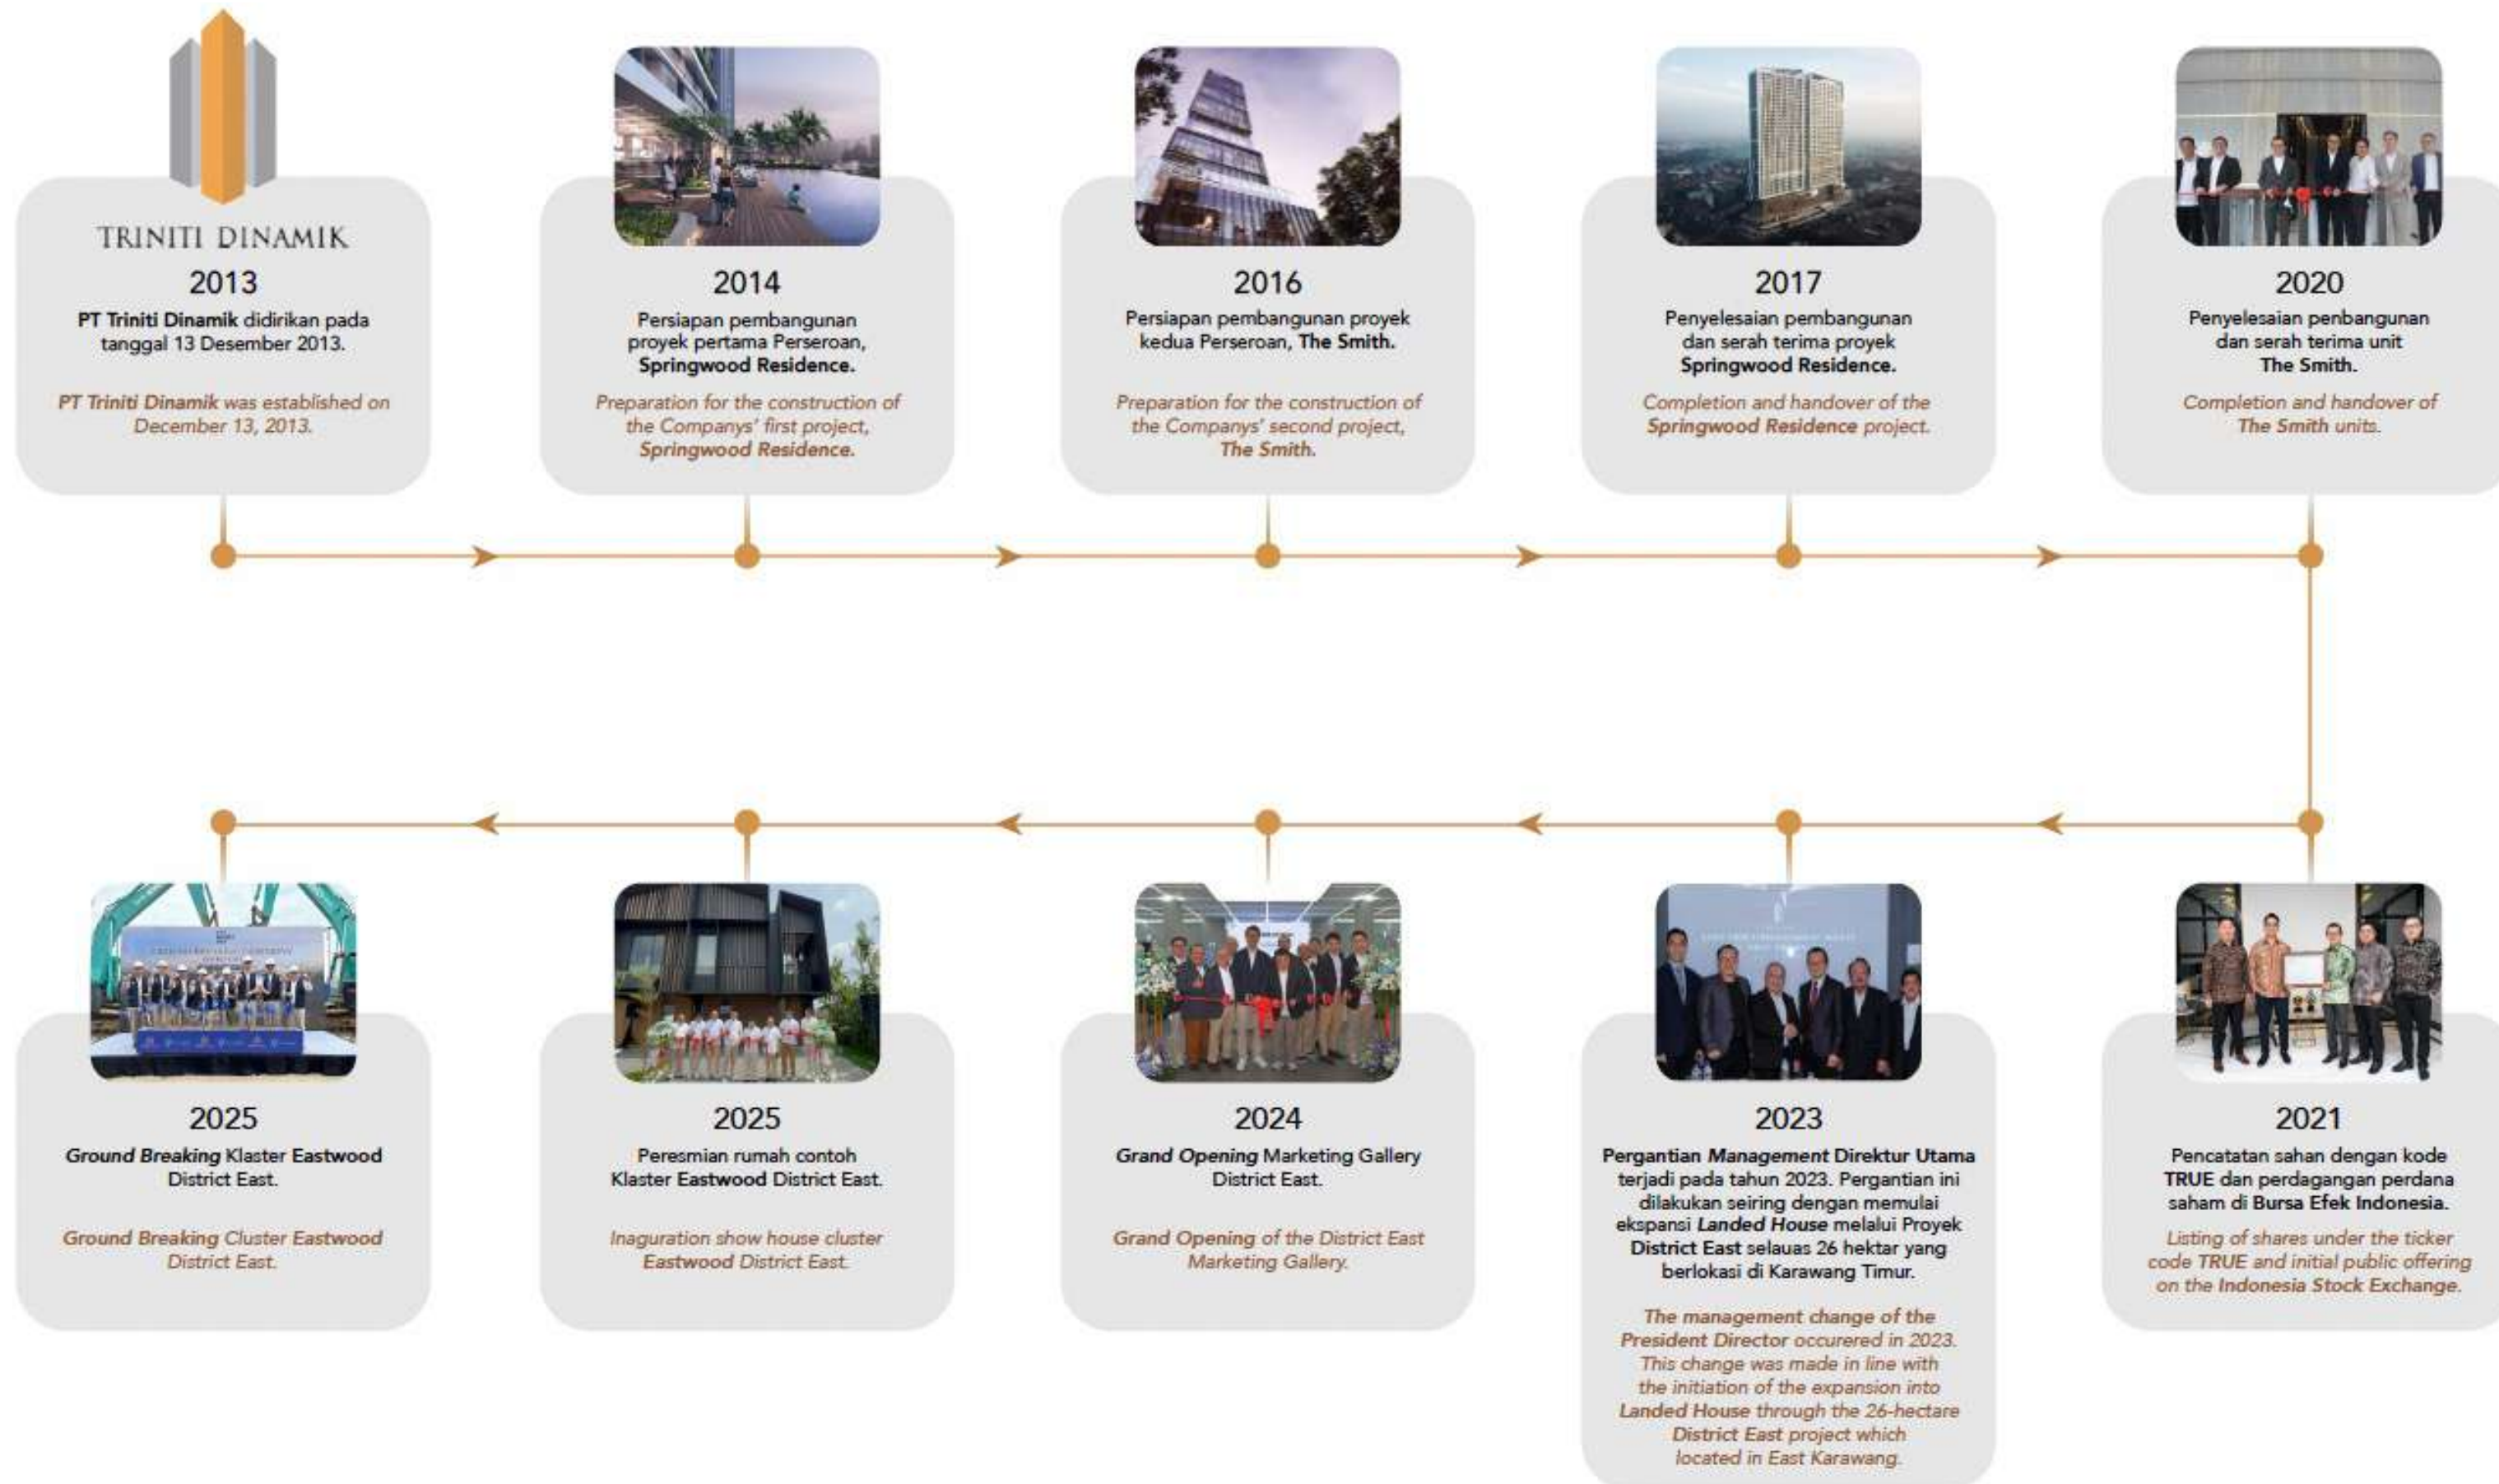 TRINITI DINAMIK
2013
PT Triniti Dinamik didirikan pada
tanggal 13 Desember 2013.
PT Triniti Dinamik was established on
December 13, 2013.
2014
Persiapan pembangunan
proyek pertama Perseroan,
Springwood Residence.
Preparation for the construction of
the Companys' first project,
Springwood Residence.
2016
Persiapan pembangunan proyek
kedua Perseroan, The Smith.
Preparation for the construction of
the Companys' second project,
The Smith.
2017
Penyelesaian pembangunan
dan serah terima proyek
Springwood Residence.
Completion and handover of the
Springwood Residence project.
2020
Penyelesaian penbangunan
dan serah terima unit
The Smith.
Completion and handover of
The Smith units.
2021
Pencatatan sahan dengan kode
TRUE dan perdagangan perdana
saham di Bursa Efek Indonesia.
Listing of shares under the ticker
code TRUE and initial public offering
on the Indonesia Stock Exchange.
2023
Pergantian Management Direktur Utama
terjadi pada tahun 2023. Pergantian ini
dilakukan seiring dengan memulai
ekspansi Landed House melalui Proyek
District East selauas 26 hektar yang
berlokasi di Karawang Timur.
The management change of the
President Director occurered in 2023.
This change was made in line with
the initiation of the expansion into
Landed House through the 26-hectare
District East project which
located in East Karawang.
2024
Grand Opening Marketing Gallery
District East.
Grand Opening of the District East
Marketing Gallery.
2025
Peresmian rumah contoh
Klaster Eastwood District East.
Inaguration show house cluster
Eastwood District East.
2025
Ground Breaking Klaster Eastwood
District East.
Ground Breaking Cluster Eastwood
District East.